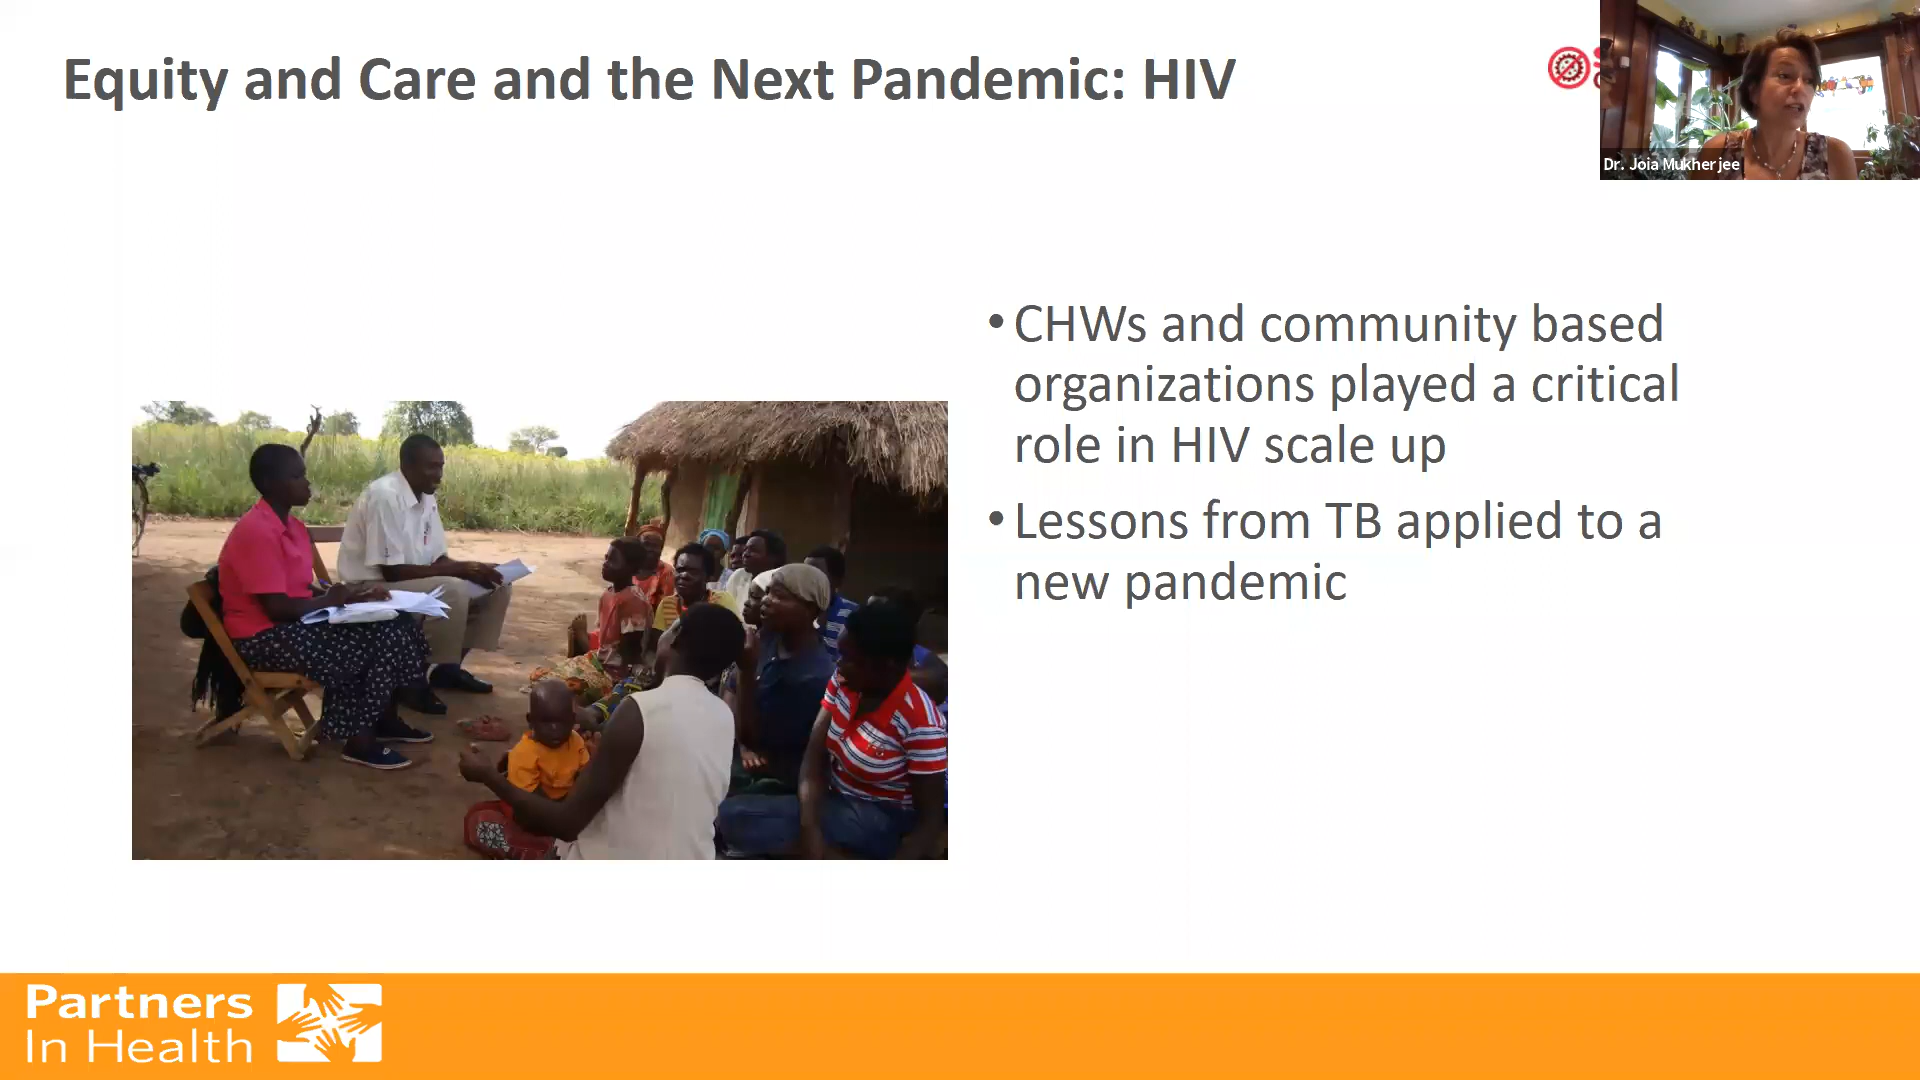 Equity and Care and the Next Pandemic: HIV
Dr. Joia Mukherjee
•CHWs and community based
organizations played a critical
role in HIV scale up
•Lessons from TB applied to a
new pandemic
Partners
In Health